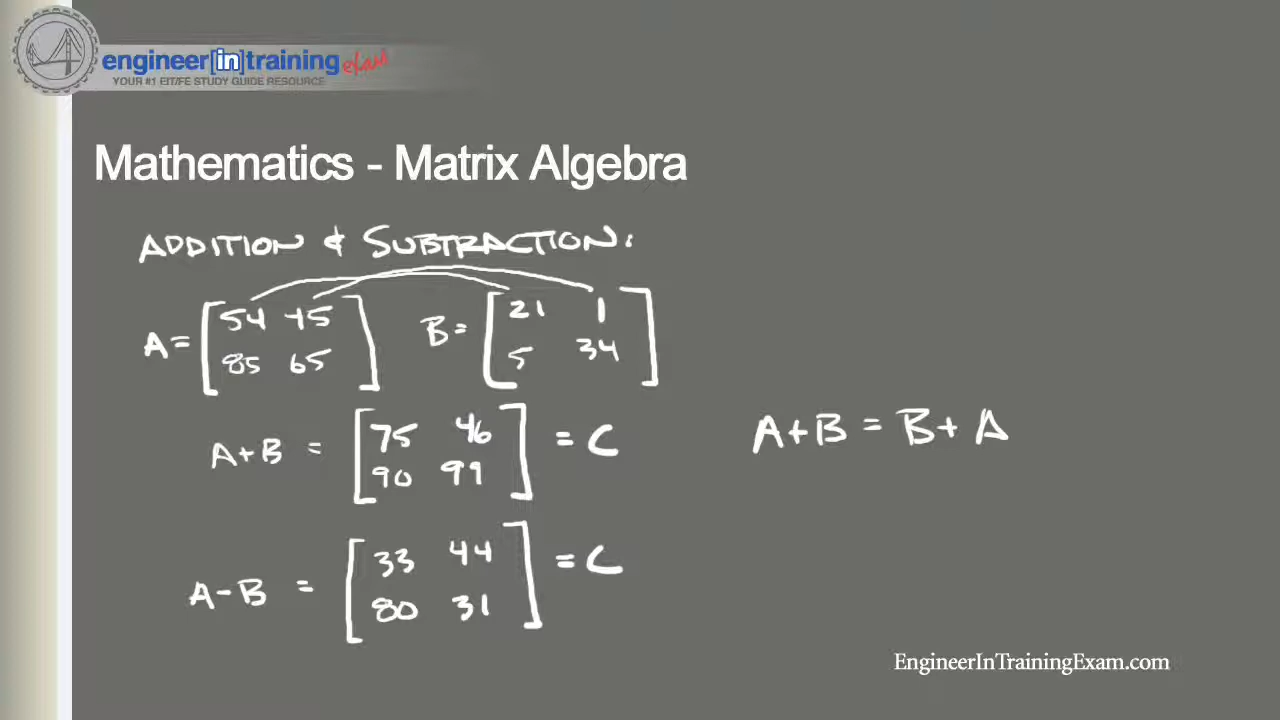 engineer[in]training exam
YOUR #1 EIT/FE STUDY GUIDE RESOURCE
Mathematics - Matrix Algebra
ADDITION & SUBTRACTION:
A = [54 45
85 65]
B = [21 1
5 34]
A+B = [75 46
90 99] = C
A+B = B+A
A-B = [33 44
80 31] = C
EngineerInTrainingExam.com